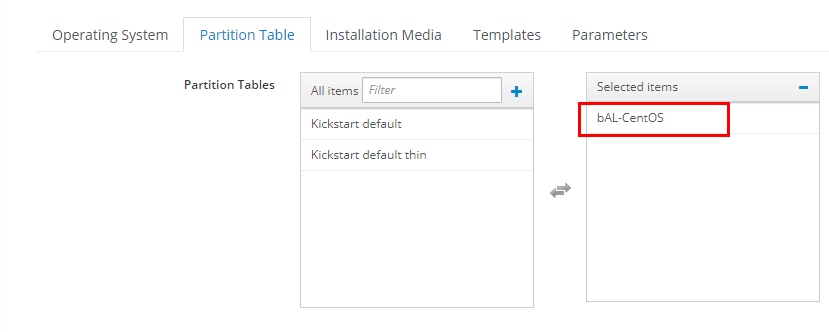 Operating System Partition Table Installation Media Templates Parameters
Partition Tables All items Filter Selected items
Kickstart default bAL-CentOS
Kickstart default thin